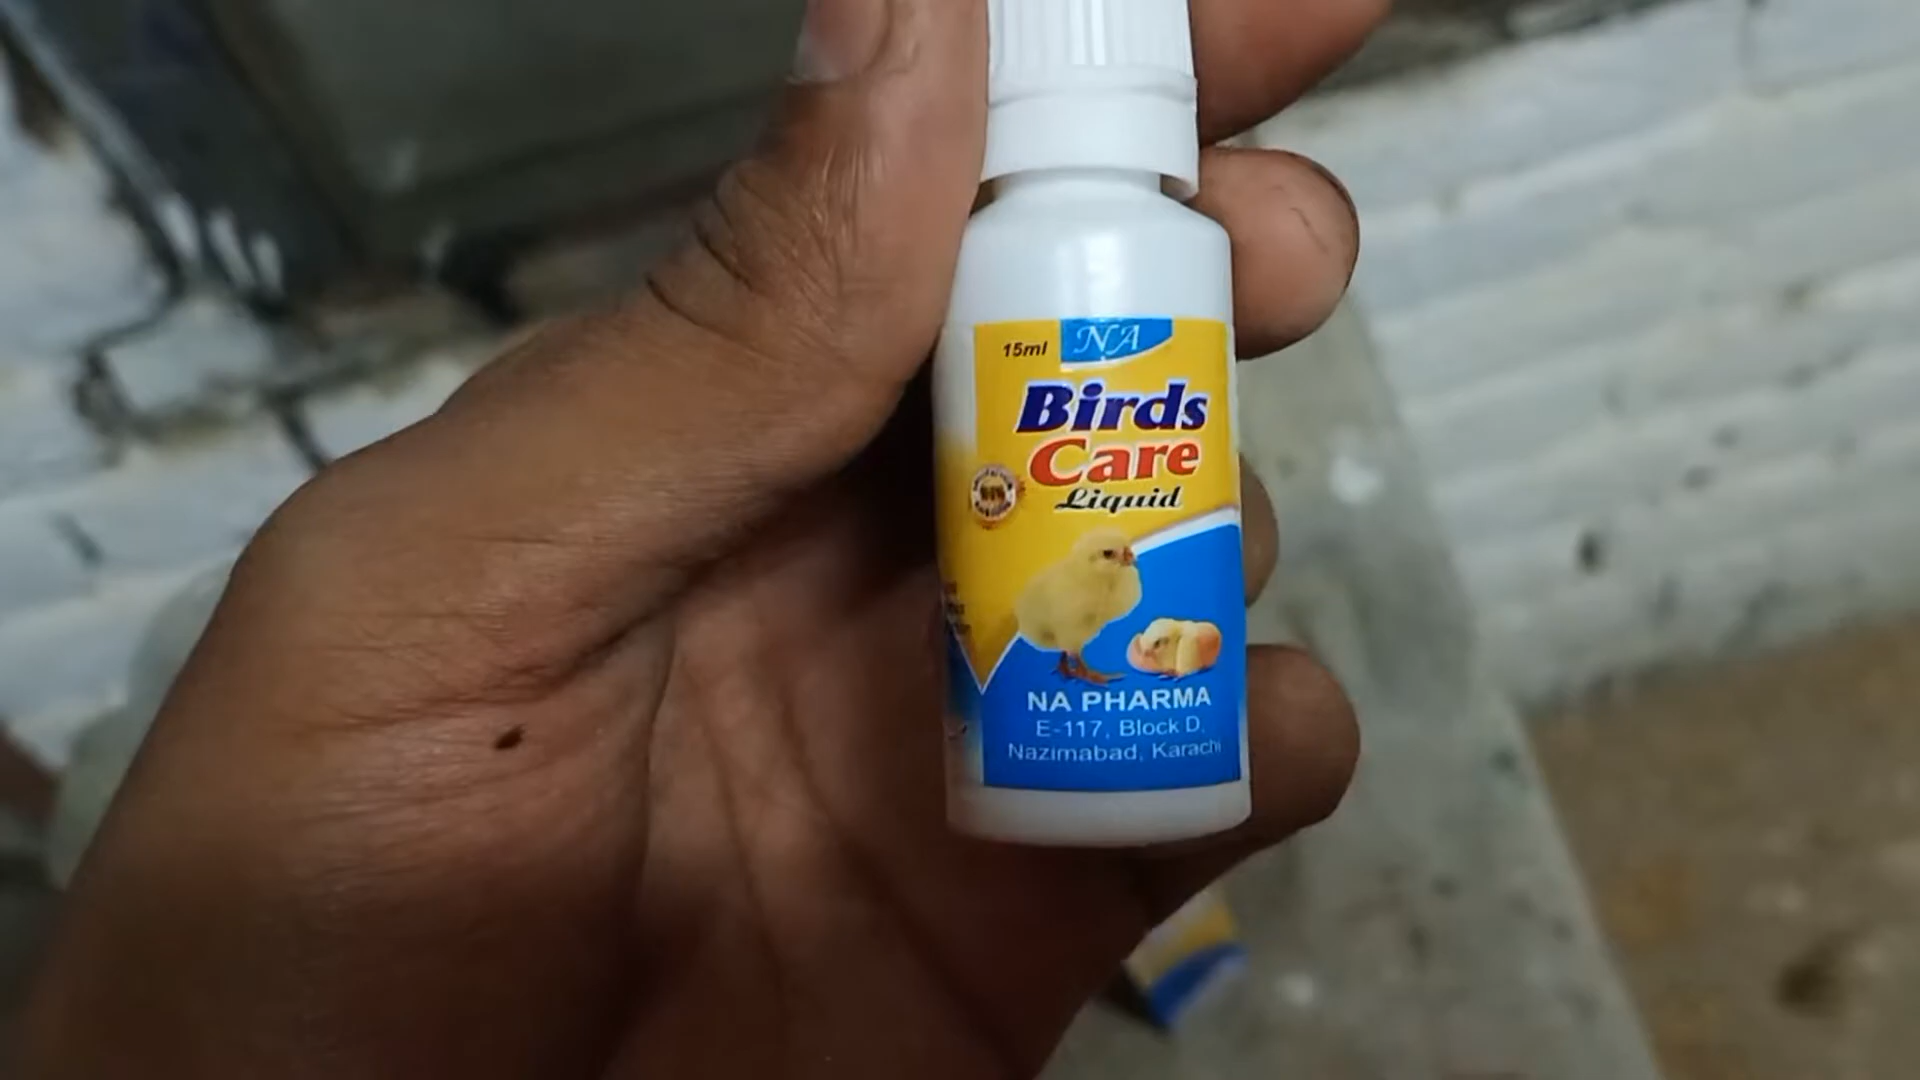 15ml
NA
Birds
Care
Liquid
NA PHARMA
E-117, Block D,
Nazimabad, Karachi